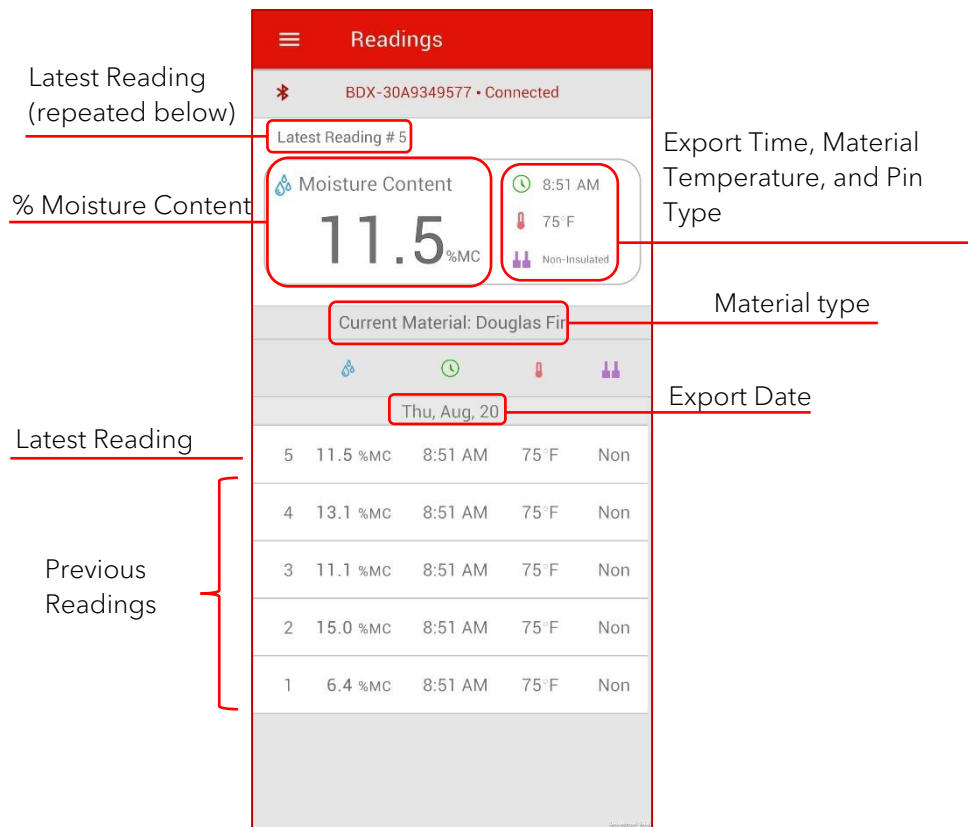 Readings
BDX-30A9349577 • Connected
Latest Reading
(repeated below)
Latest Reading # 5
Export Time, Material
Temperature, and Pin
Type
% Moisture Content
Moisture Content
11.5 %MC
8:51 AM
75°F
Non-Insulated
Material type
Current Material: Douglas Fir
Export Date
Thu, Aug, 20
Latest Reading
5 11.5 %MC 8:51 AM 75°F Non
4 13.1 %MC 8:51 AM 75°F Non
Previous
Readings
3 11.1 %MC 8:51 AM 75°F Non
2 15.0 %MC 8:51 AM 75°F Non
1 6.4 %MC 8:51 AM 75°F Non